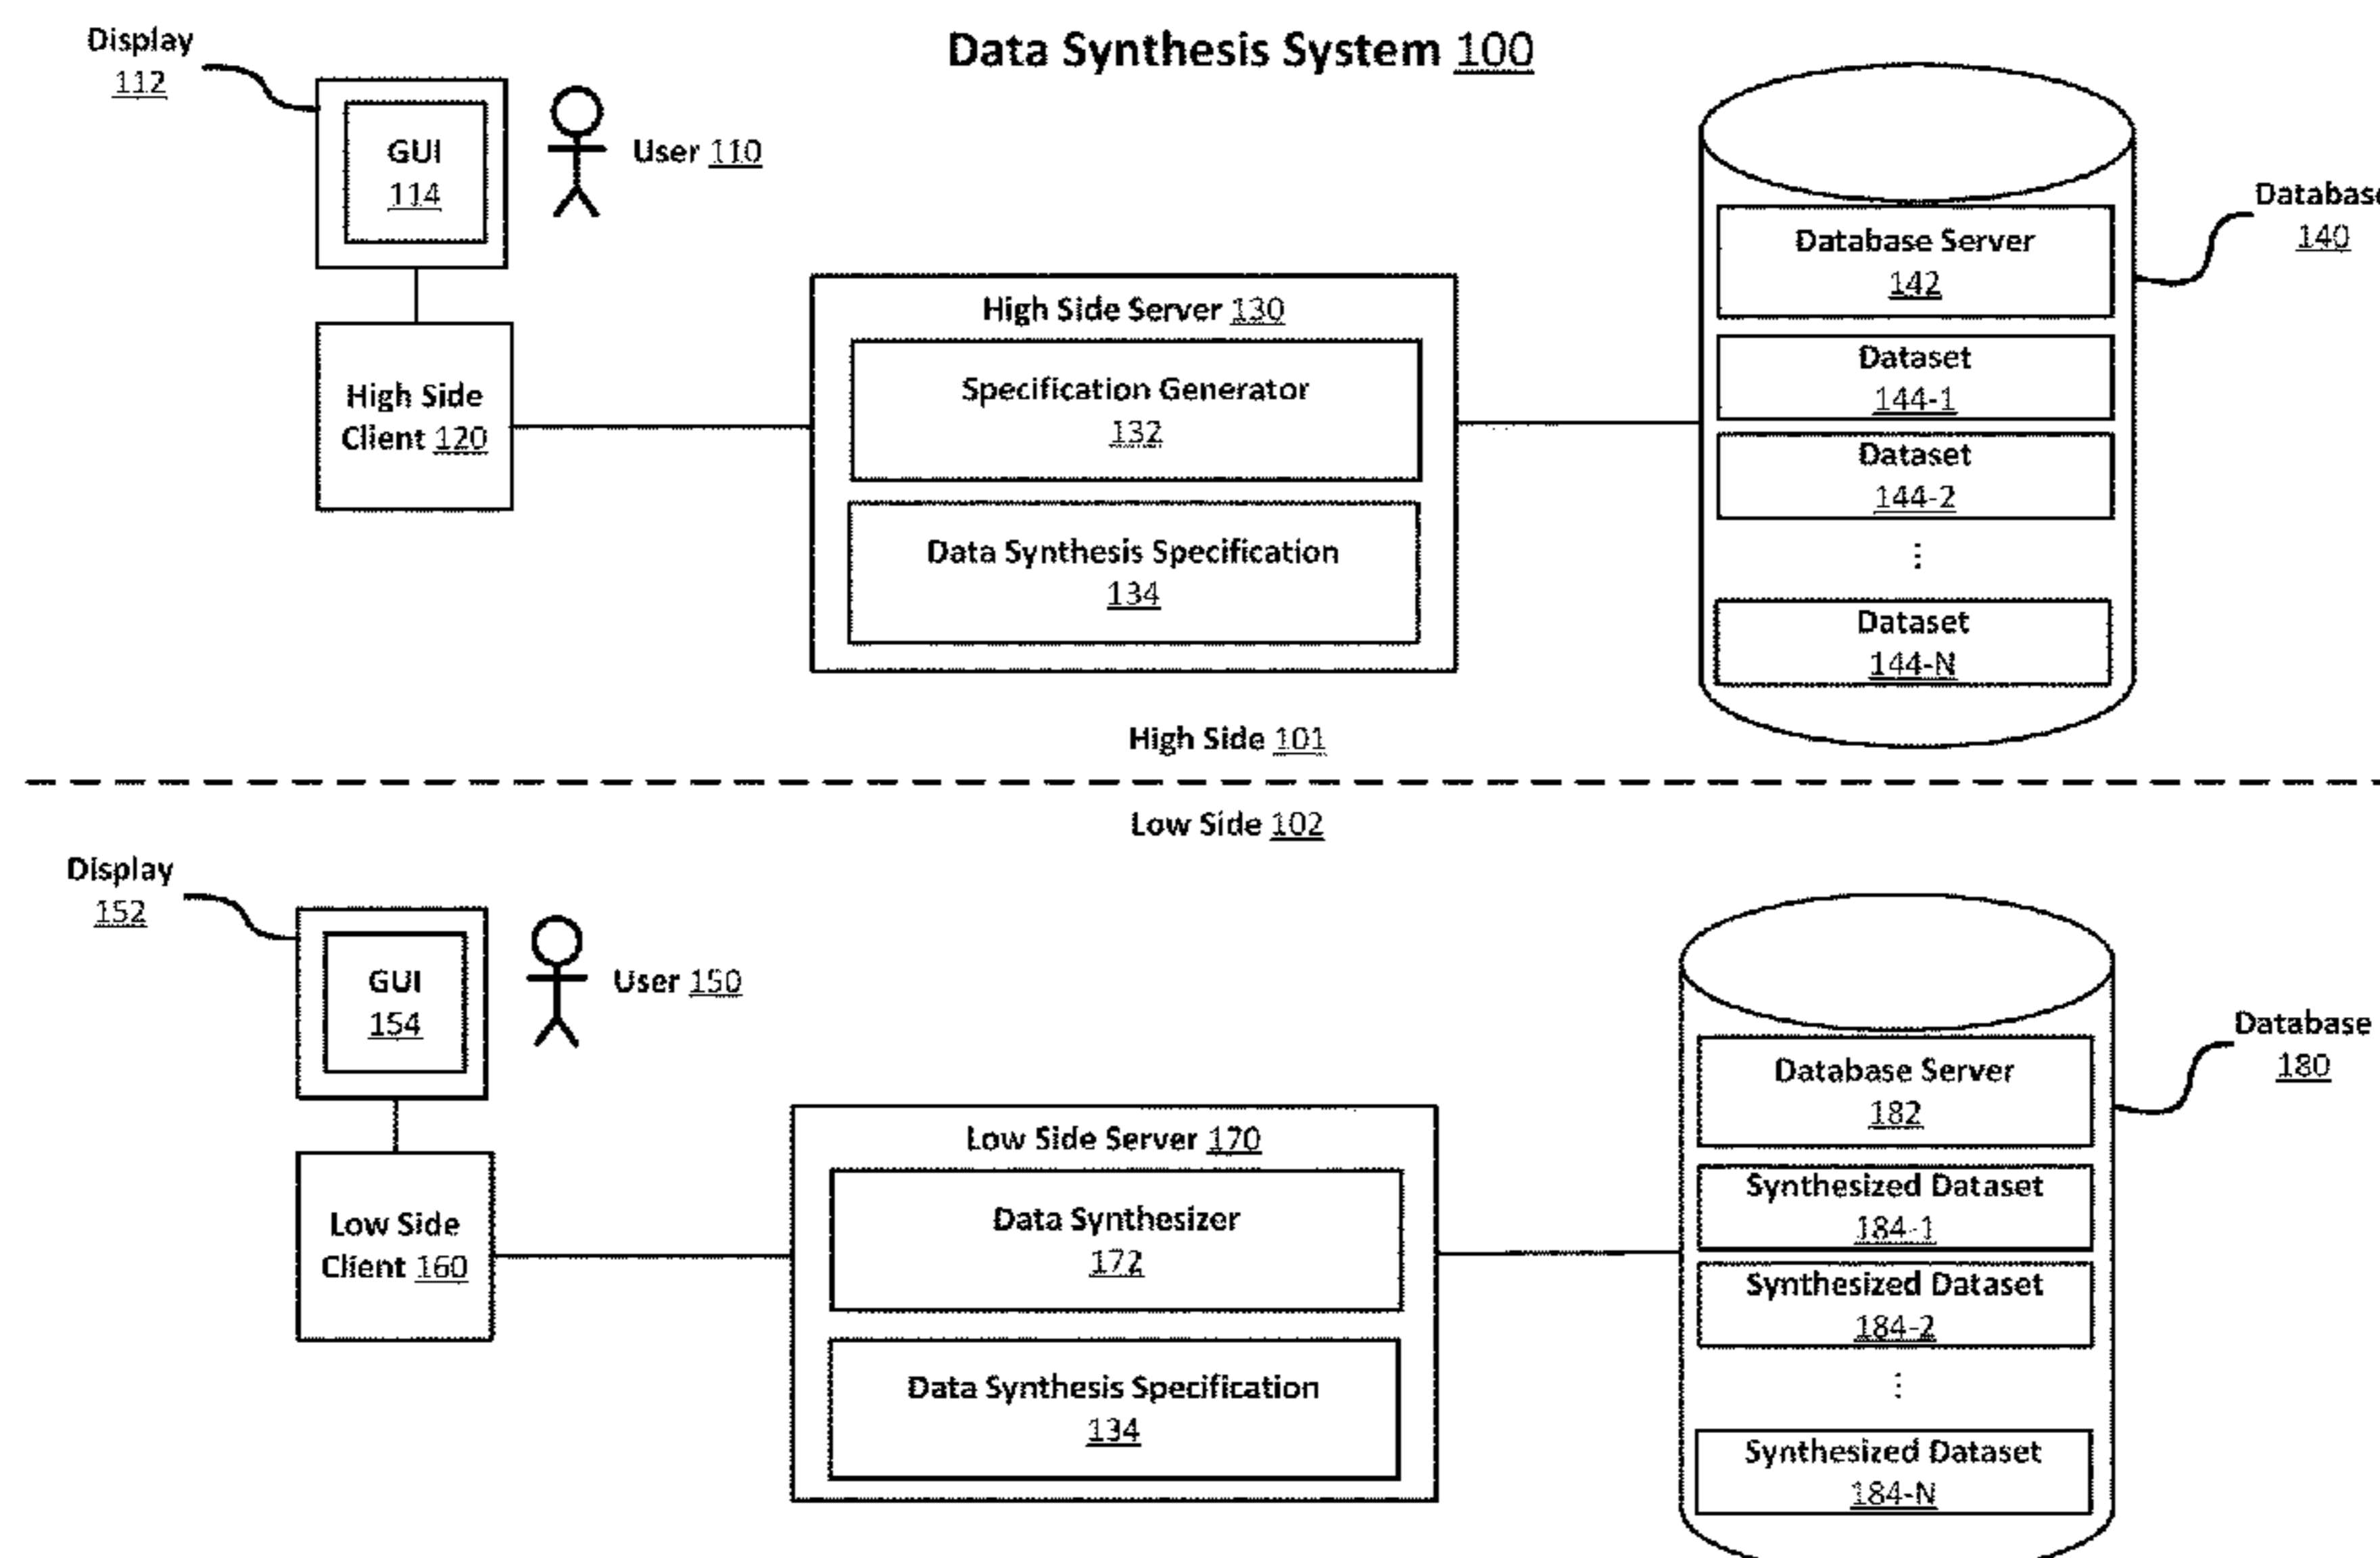 Data Synthesis System 100
Display
112
GUI
114
User 110
High Side
Client 120
High Side Server 130
Specification Generator
132
Data Synthesis Specification
134
Database
140
Database Server
142
Dataset
144-1
Dataset
144-2
⋮
Dataset
144-N
High Side 101
Low Side 102
Display
152
GUI
154
User 150
Low Side
Client 160
Low Side Server 170
Data Synthesizer
172
Data Synthesis Specification
134
Database
180
Database Server
182
Synthesized Dataset
184-1
Synthesized Dataset
184-2
⋮
Synthesized Dataset
184-N